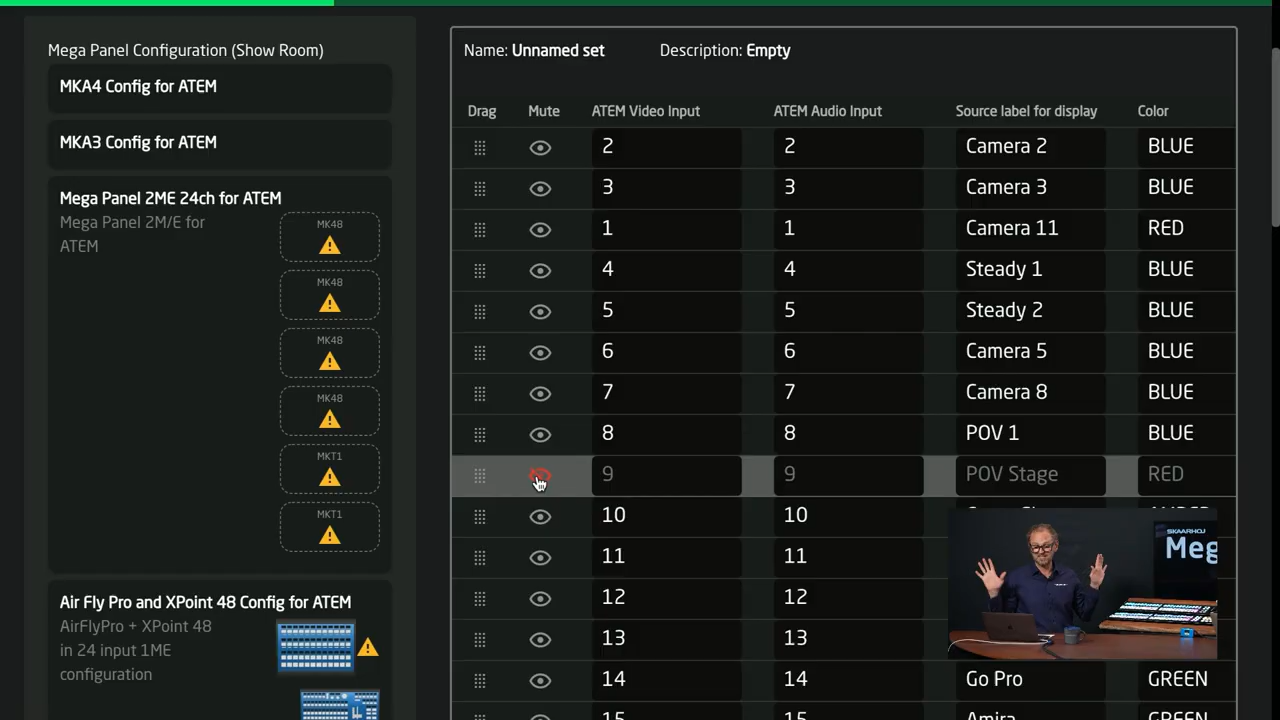 Mega Panel Configuration (Show Room)
MKA4 Config for ATEM
MKA3 Config for ATEM
Mega Panel 2ME 24ch for ATEM
Mega Panel 2M/E for
ATEM
MK48
MK48
MK48
MK48
MKT1
MKT1
Air Fly Pro and XPoint 48 Config for ATEM
AirFlyPro + XPoint 48
in 24 input 1ME
configuration
Name: Unnamed set Description: Empty
Drag Mute ATEM Video Input ATEM Audio Input Source label for display Color
2 2 Camera 2 BLUE
3 3 Camera 3 BLUE
1 1 Camera 11 RED
4 4 Steady 1 BLUE
5 5 Steady 2 BLUE
6 6 Camera 5 BLUE
7 7 Camera 8 BLUE
8 8 POV 1 BLUE
9 9 POV Stage RED
10 10
11 11
12 12
13 13
14 14 Go Pro GREEN
15 15 Amira GREEN
SKAARHOJ
Meg